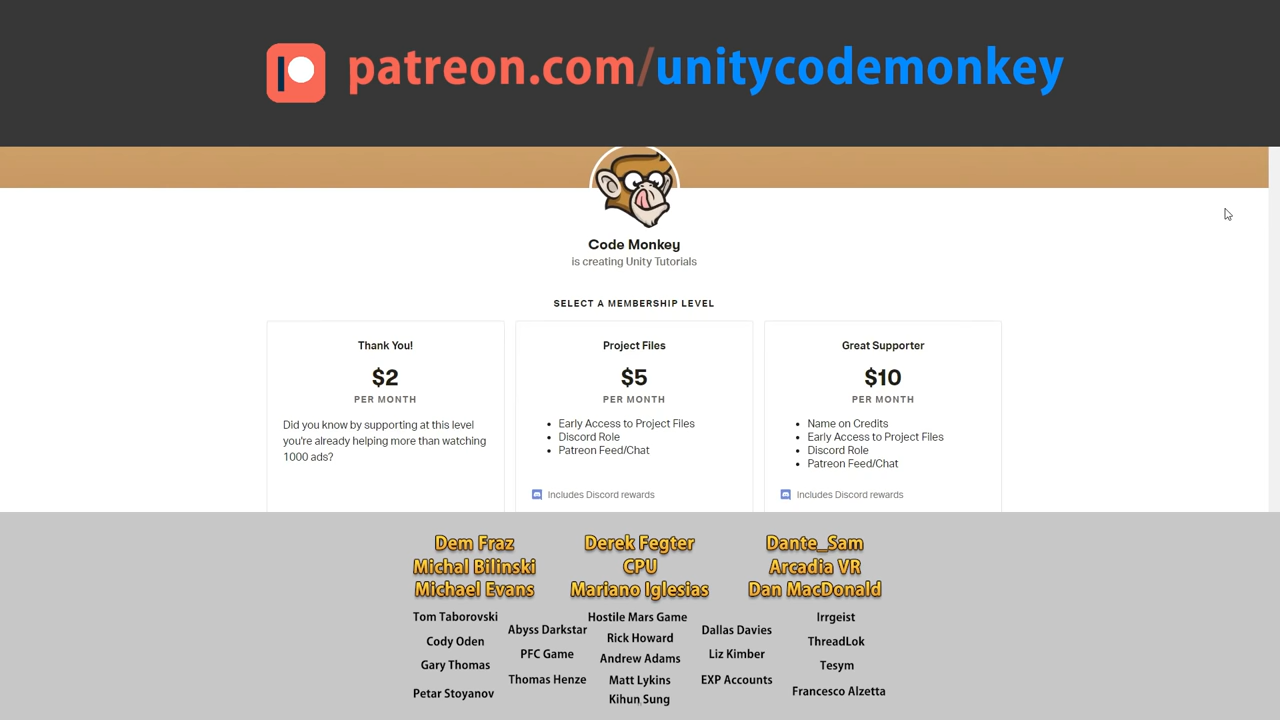 patreon.com/unitycodemonkey
Code Monkey
is creating Unity Tutorials
SELECT A MEMBERSHIP LEVEL
Thank You!
$2
PER MONTH
Did you know by supporting at this level
you're already helping more than watching
1000 ads?
Project Files
$5
PER MONTH
• Early Access to Project Files
• Discord Role
• Patreon Feed/Chat
Includes Discord rewards
Great Supporter
$10
PER MONTH
• Name on Credits
• Early Access to Project Files
• Discord Role
• Patreon Feed/Chat
Includes Discord rewards
Dem Fraz
Michal Bilinski
Michael Evans
Derek Fegter
CPU
Mariano Iglesias
Dante_Sam
Arcadia VR
Dan MacDonald
Tom Taborovski
Cody Oden
Gary Thomas
Petar Stoyanov
Abyss Darkstar
PFC Game
Thomas Henze
Hostile Mars Game
Rick Howard
Andrew Adams
Matt Lykins
Kihun Sung
Dallas Davies
Liz Kimber
EXP Accounts
Irrgeist
ThreadLok
Tesym
Francesco Alzetta